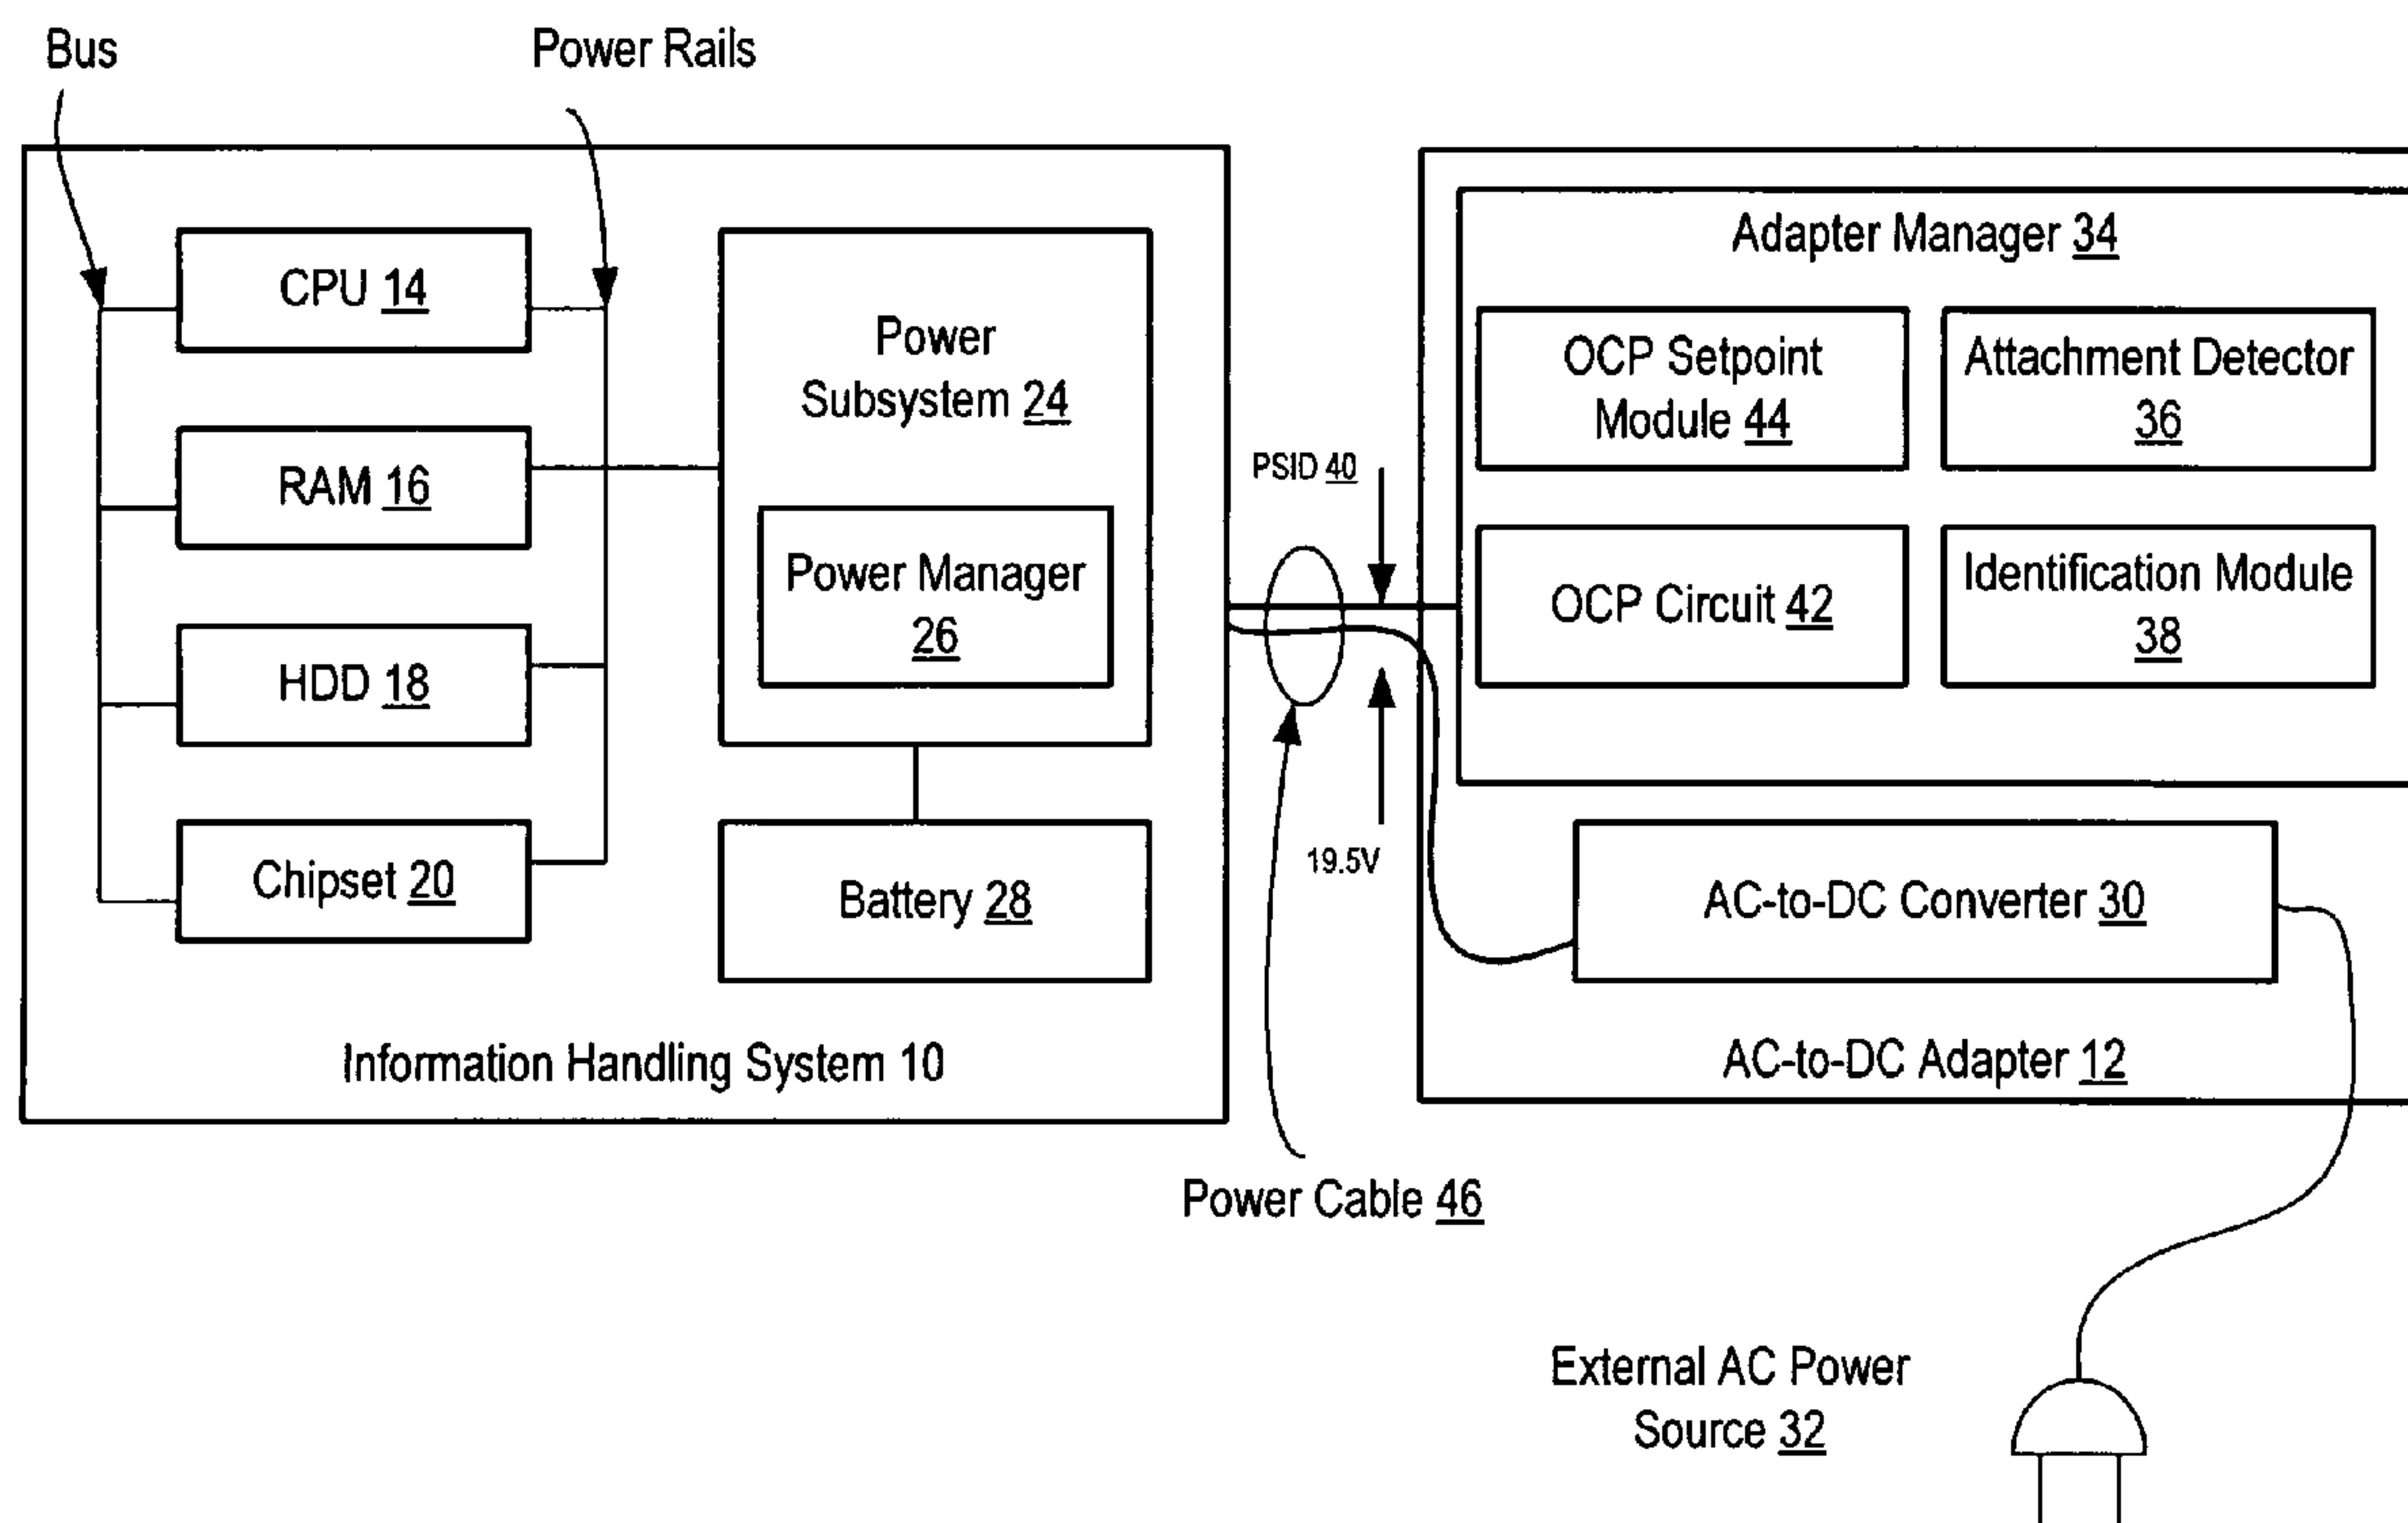 Bus
Power Rails
CPU 14
RAM 16
HDD 18
Chipset 20
Power
Subsystem 24
Power Manager
26
Battery 28
Information Handling System 10
PSID 40
19.5V
Power Cable 46
Adapter Manager 34
OCP Setpoint
Module 44
Attachment Detector
36
OCP Circuit 42
Identification Module
38
AC-to-DC Converter 30
AC-to-DC Adapter 12
External AC Power
Source 32